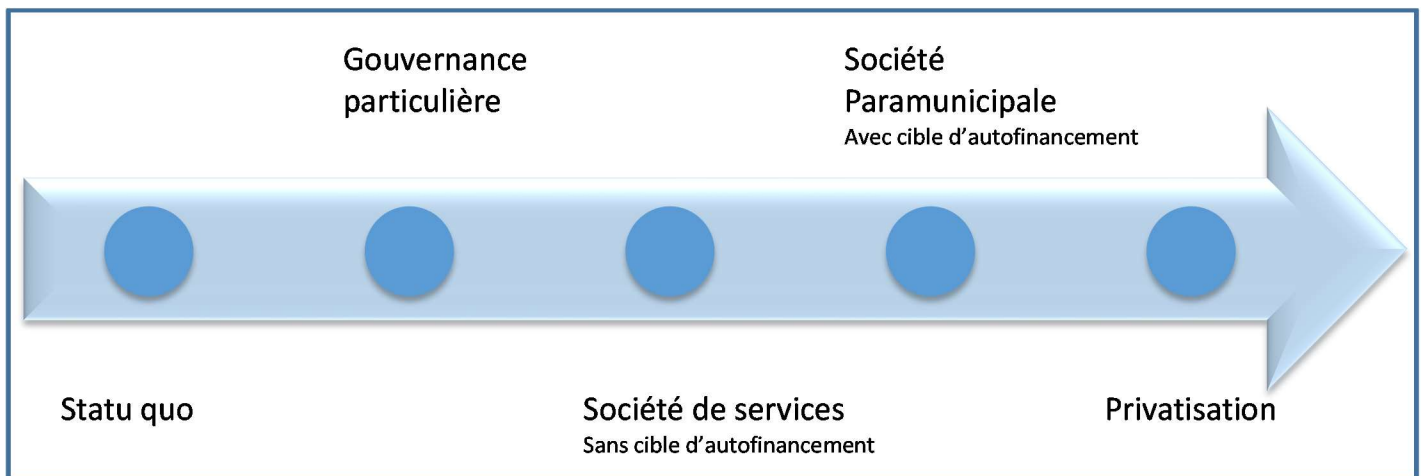 Gouvernance
particulière
Société
Paramunicipale
Avec cible d'autofinancement
Statu quo
Société de services
Sans cible d'autofinancement
Privatisation